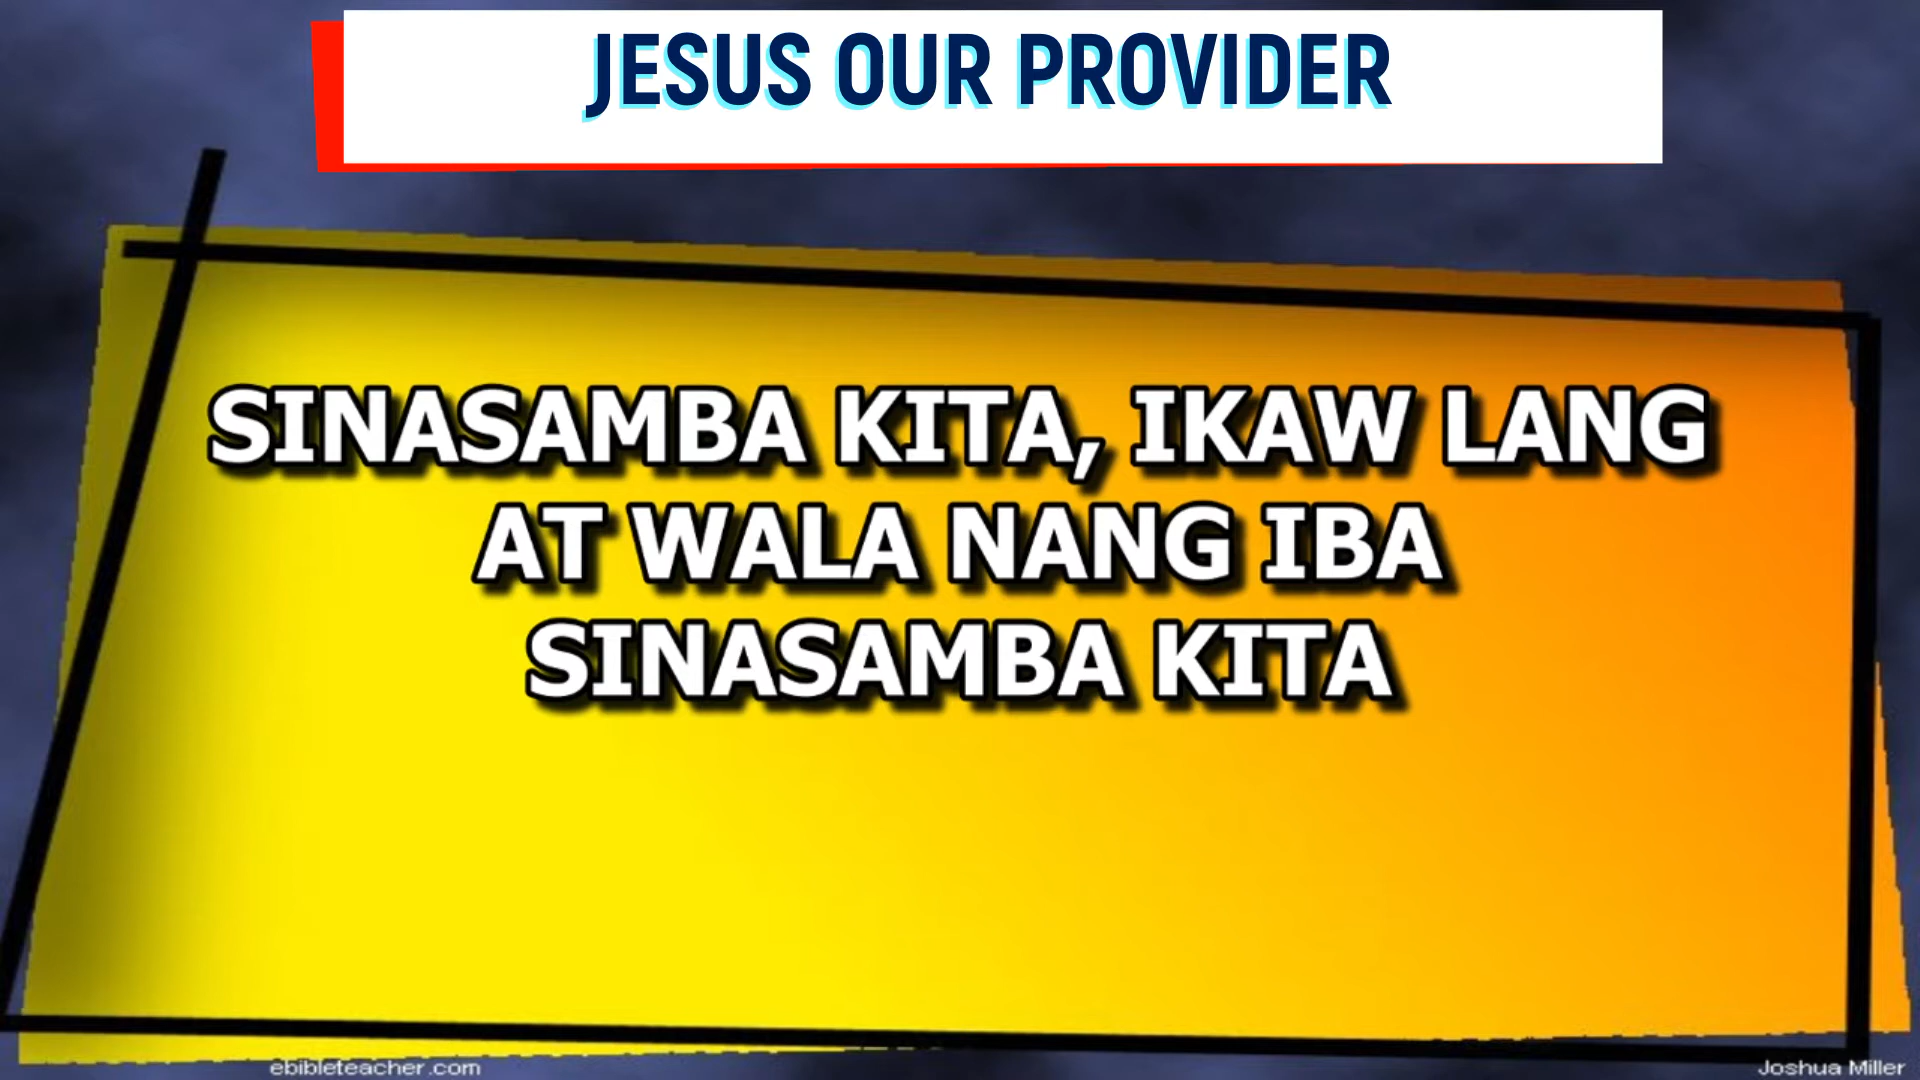 JESUS OUR PROVIDER
SINASAMBA KITA, IKAW LANG
AT WALA NANG IBA
SINASAMBA KITA
ebibleteacher.com
Joshua Miller